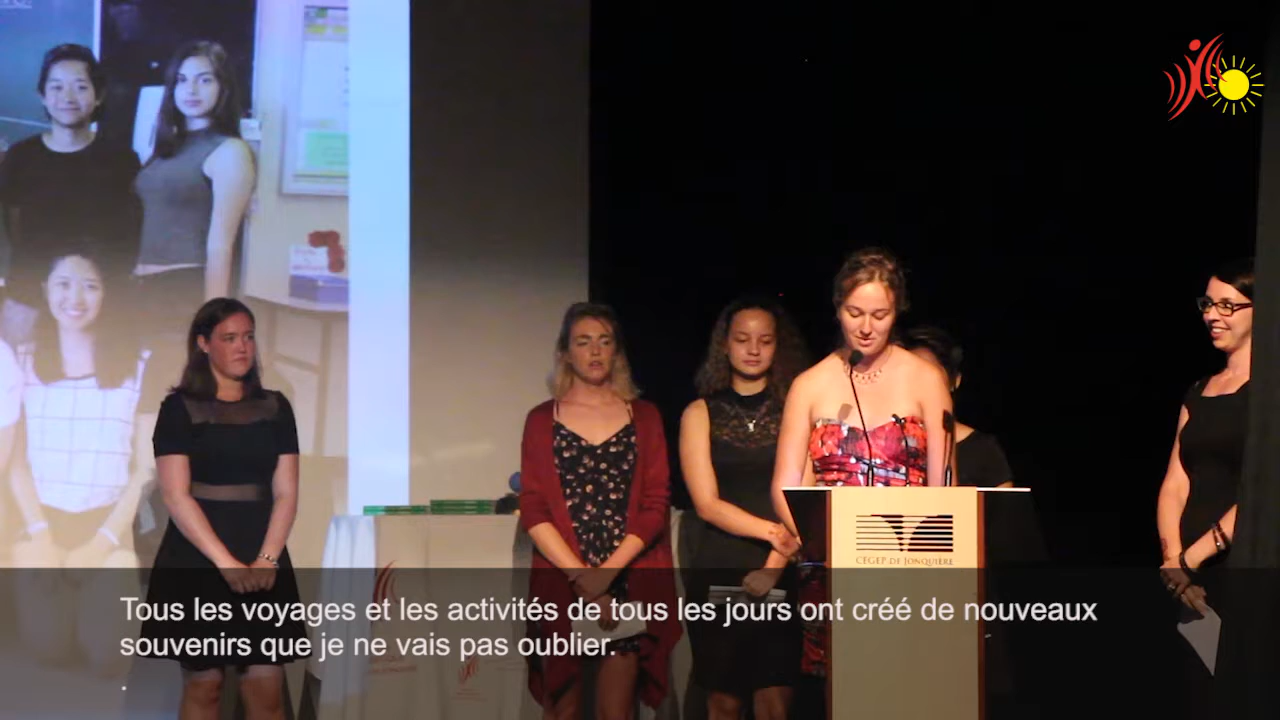 CÉGEP DE JONQUIÈRE
Tous les voyages et les activités de tous les jours ont créé de nouveaux
souvenirs que je ne vais pas oublier.
.